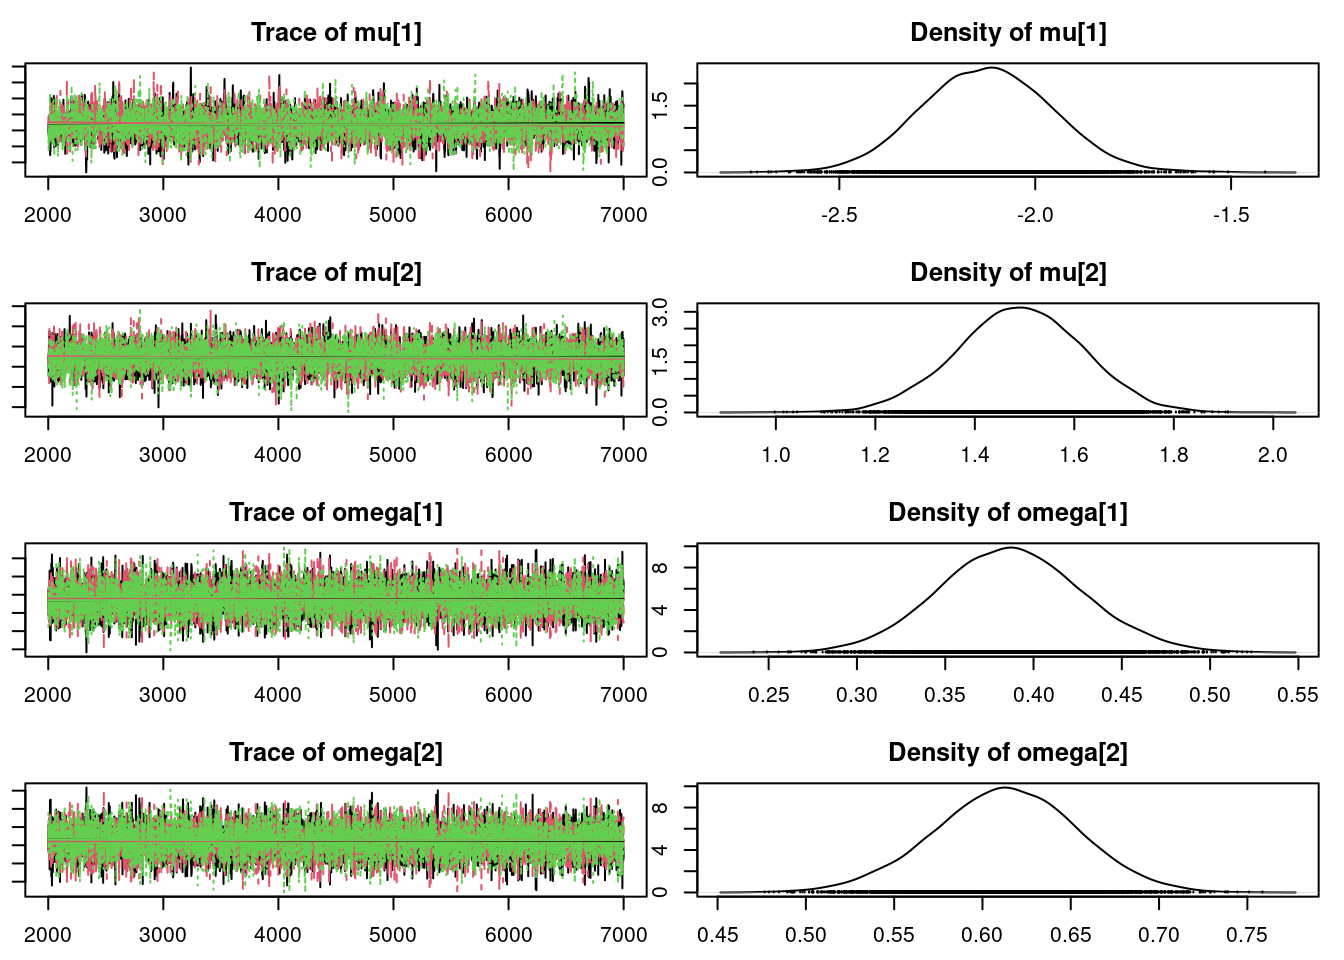 Trace of mu[1]
Density of mu[1]
0.0 1.5
2000 3000 4000 5000 6000 7000
-2.5 -2.0 -1.5
Trace of mu[2]
Density of mu[2]
0.0 1.5 3.0
2000 3000 4000 5000 6000 7000
1.0 1.2 1.4 1.6 1.8 2.0
Trace of omega[1]
Density of omega[1]
0 4 8
2000 3000 4000 5000 6000 7000
0.25 0.30 0.35 0.40 0.45 0.50 0.55
Trace of omega[2]
Density of omega[2]
0 4 8
2000 3000 4000 5000 6000 7000
0.45 0.50 0.55 0.60 0.65 0.70 0.75